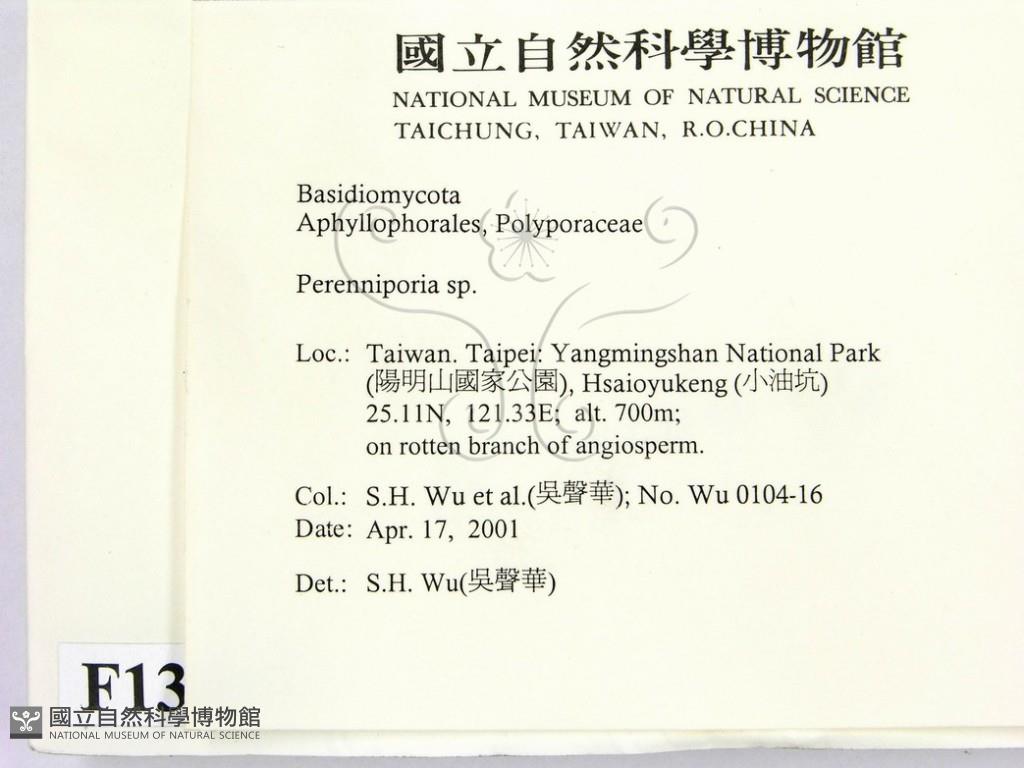 國立自然科學博物館
NATIONAL MUSEUM OF NATURAL SCIENCE
TAICHUNG, TAIWAN, R.O.CHINA
Basidiomycota
Aphyllophorales, Polyporaceae
Perenniporia sp.
Loc.: Taiwan. Taipei: Yangmingshan National Park
(陽明山國家公園), Hsaioyukeng (小油坑)
25.11N, 121.33E; alt. 700m;
on rotten branch of angiosperm.
Col.: S.H. Wu et al.(吳聲華); No. Wu 0104-16
Date: Apr. 17, 2001
Det.: S.H. Wu(吳聲華)
F13
國立自然科學博物館
NATIONAL MUSEUM OF NATURAL SCIENCE